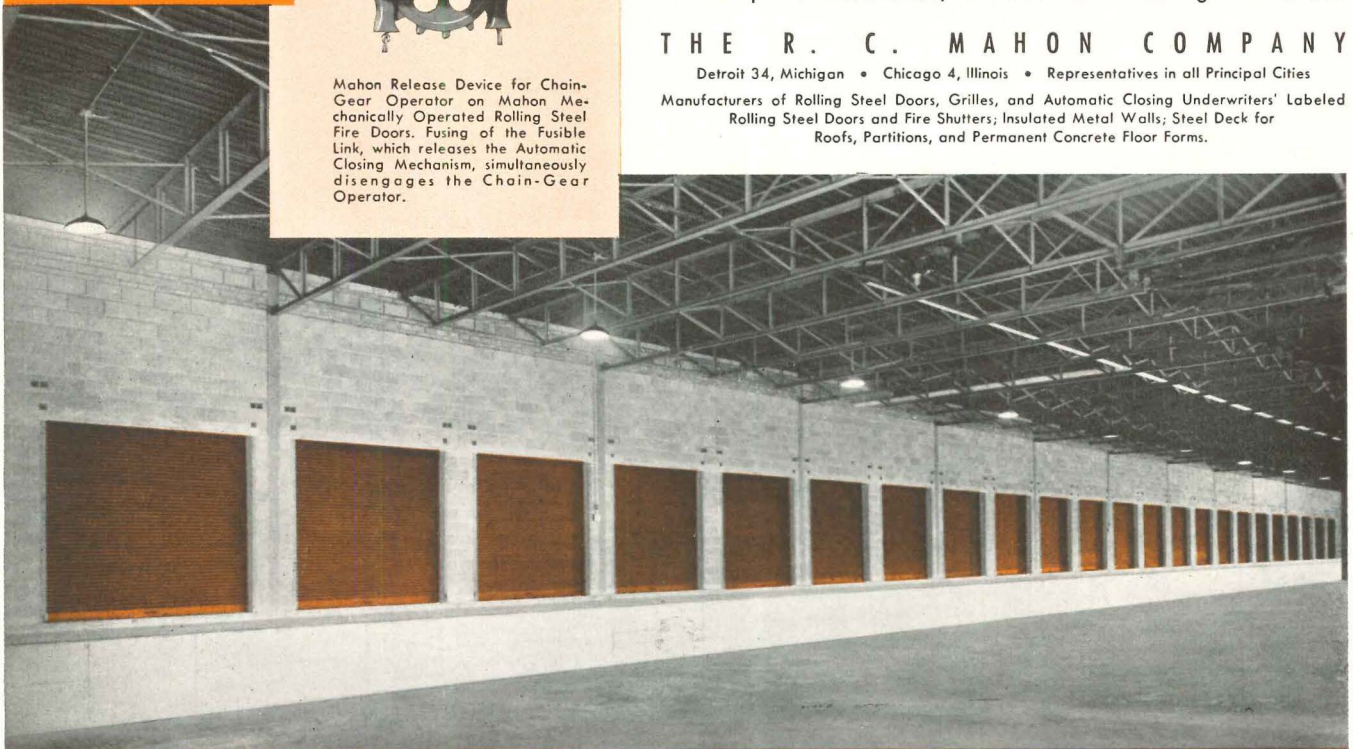 THE R. C. MAHON COMPANY
Detroit 34, Michigan • Chicago 4, Illinois • Representatives in all Principal Cities
Manufacturers of Rolling Steel Doors, Grilles, and Automatic Closing Underwriters' Labeled
Rolling Steel Doors and Fire Shutters; Insulated Metal Walls; Steel Deck for
Roofs, Partitions, and Permanent Concrete Floor Forms.
Mahon Release Device for Chain-
Gear Operator on Mahon Me-
chanically Operated Rolling Steel
Fire Doors. Fusing of the Fusible
Link, which releases the Automatic
Closing Mechanism, simultaneously
disengages the Chain-Gear
Operator.